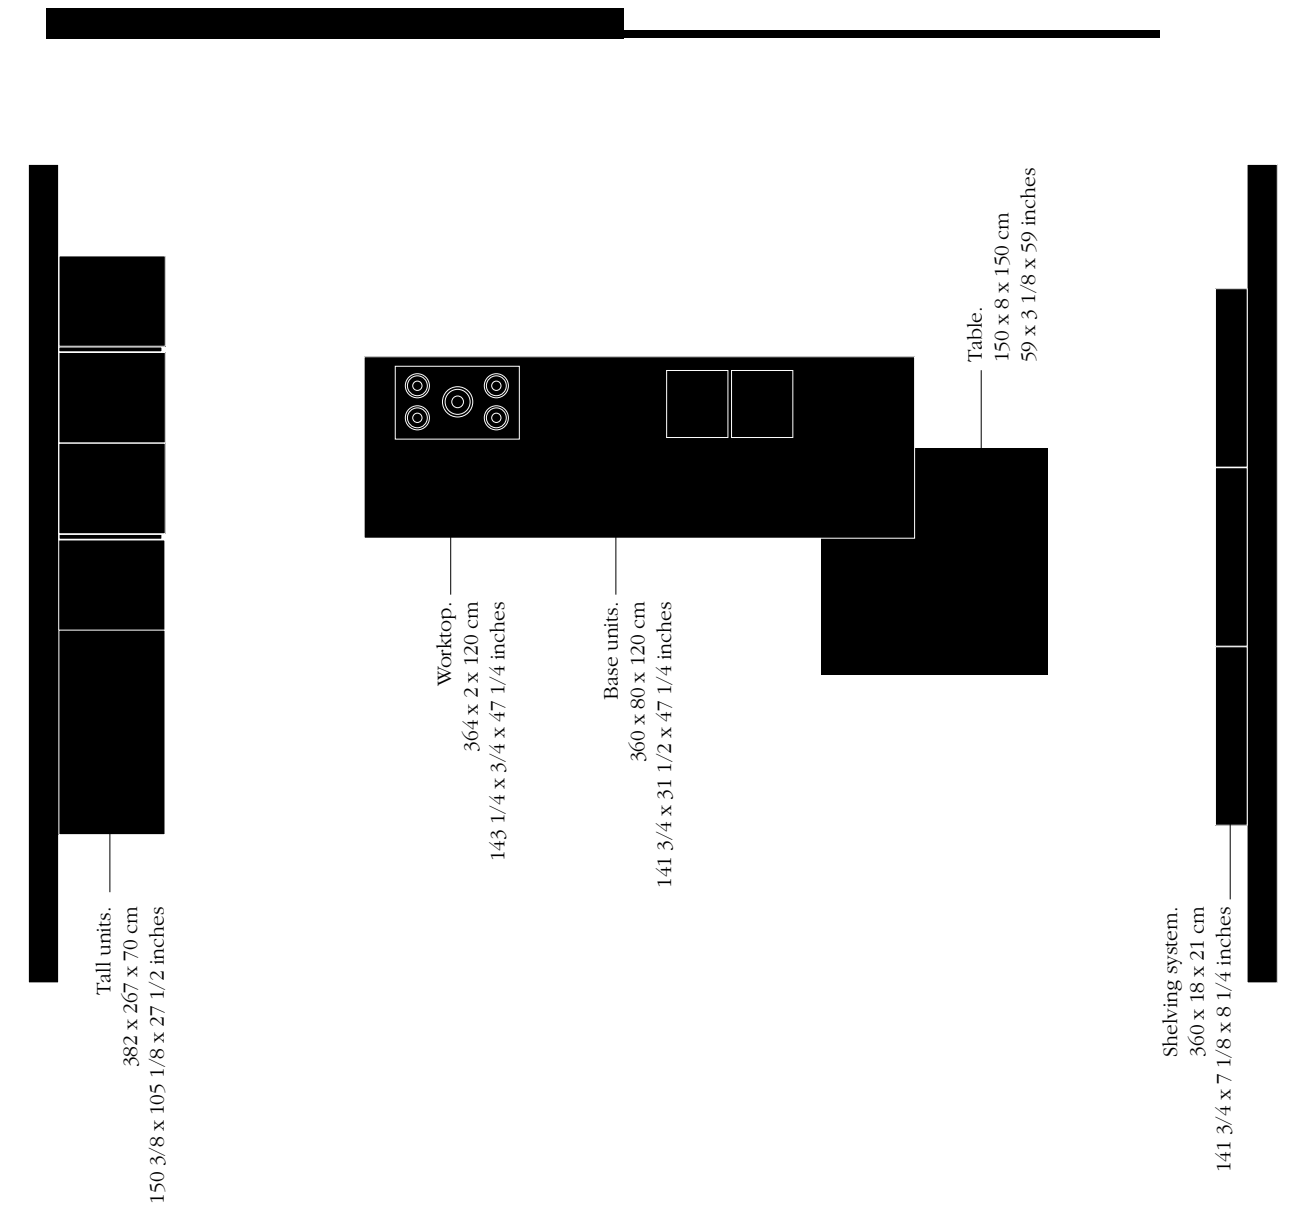 Tall units.
382 x 267 x 70 cm
150 3/8 x 105 1/8 x 27 1/2 inches
Worktop.
364 x 2 x 120 cm
143 1/4 x 3/4 x 47 1/4 inches
Base units.
360 x 80 x 120 cm
141 3/4 x 31 1/2 x 47 1/4 inches
Table.
150 x 8 x 150 cm
59 x 3 1/8 x 59 inches
Shelving system.
360 x 18 x 21 cm
141 3/4 x 7 1/8 x 8 1/4 inches